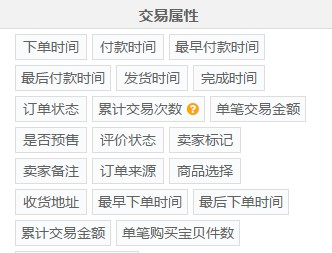 交易属性
下单时间 付款时间 最早付款时间
最后付款时间 发货时间 完成时间
订单状态 累计交易次数 ? 单笔交易金额
是否预售 评价状态 卖家标记
卖家备注 订单来源 商品选择
收货地址 最早下单时间 最后下单时间
累计交易金额 单笔购买宝贝件数